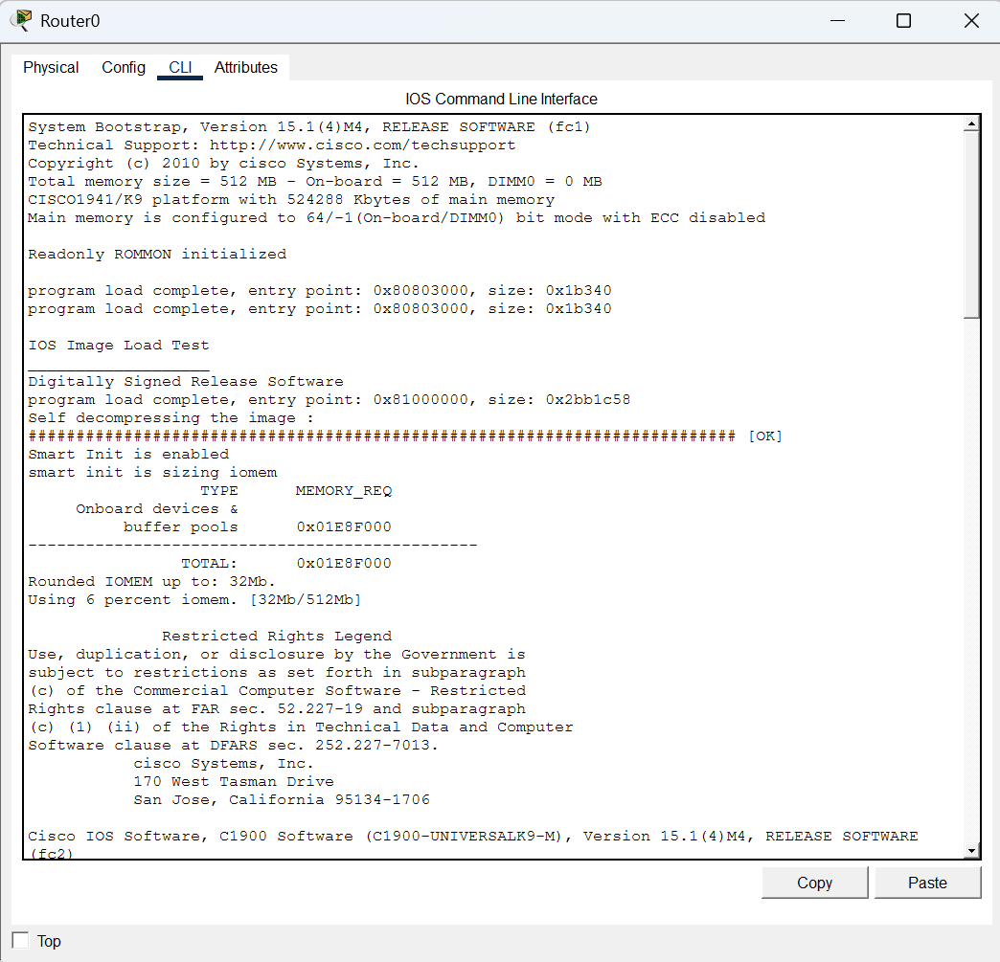 Router0
Physical Config CLI Attributes
IOS Command Line Interface
System Bootstrap, Version 15.1(4)M4, RELEASE SOFTWARE (fc1)
Technical Support: http://www.cisco.com/techsupport
Copyright (c) 2010 by cisco Systems, Inc.
Total memory size = 512 MB - On-board = 512 MB, DIMM0 = 0 MB
CISCO1941/K9 platform with 524288 Kbytes of main memory
Main memory is configured to 64/-1(On-board/DIMM0) bit mode with ECC disabled
Readonly ROMMON initialized
program load complete, entry point: 0x80803000, size: 0x1b340
program load complete, entry point: 0x80803000, size: 0x1b340
IOS Image Load Test
___________________
Digitally Signed Release Software
program load complete, entry point: 0x81000000, size: 0x2bb1c58
Self decompressing the image :
########################################################################## [OK]
Smart Init is enabled
smart init is sizing iomem
TYPE MEMORY_REQ
Onboard devices &
buffer pools 0x01E8F000
-----------------------------------------------
TOTAL: 0x01E8F000
Rounded IOMEM up to: 32Mb.
Using 6 percent iomem. [32Mb/512Mb]
Restricted Rights Legend
Use, duplication, or disclosure by the Government is
subject to restrictions as set forth in subparagraph
(c) of the Commercial Computer Software - Restricted
Rights clause at FAR sec. 52.227-19 and subparagraph
(c) (1) (ii) of the Rights in Technical Data and Computer
Software clause at DFARS sec. 252.227-7013.
cisco Systems, Inc.
170 West Tasman Drive
San Jose, California 95134-1706
Cisco IOS Software, C1900 Software (C1900-UNIVERSALK9-M), Version 15.1(4)M4, RELEASE SOFTWARE
(fc2)
Copy Paste
Top